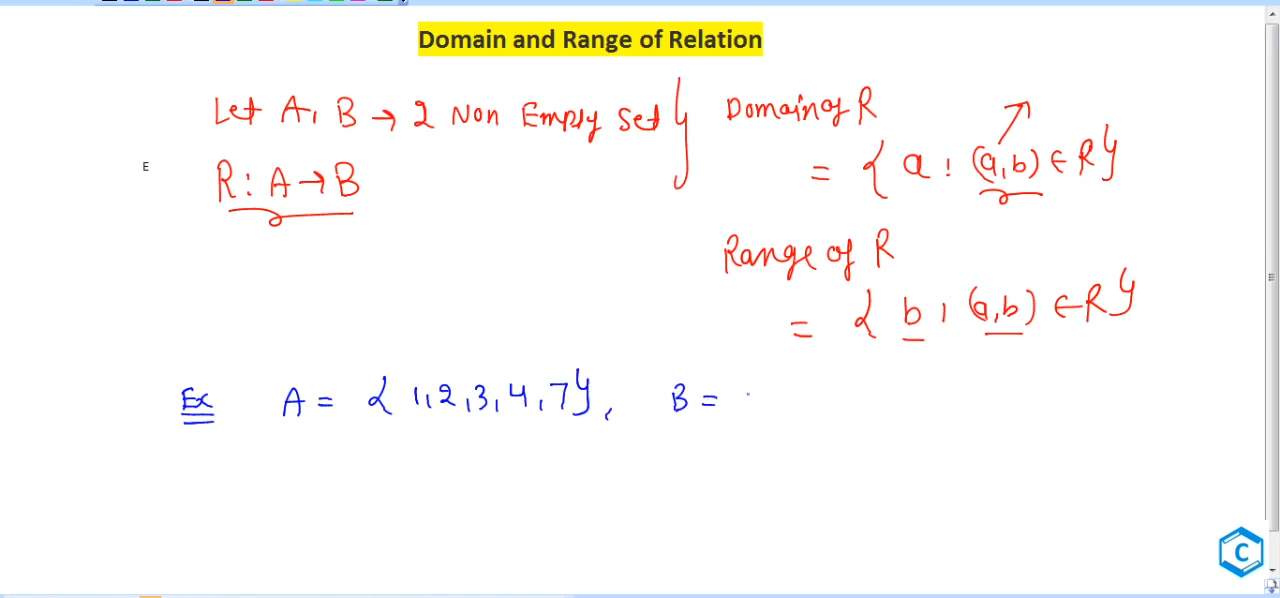 Domain and Range of Relation
Let A, B → 2 Non Empty Set }
R : A → B
E
Domain of R
= { a : (a,b) ∈ R }
Range of R
= { b : (a,b) ∈ R }
Ex A = { 1,2,3,4,7 }, B =
C